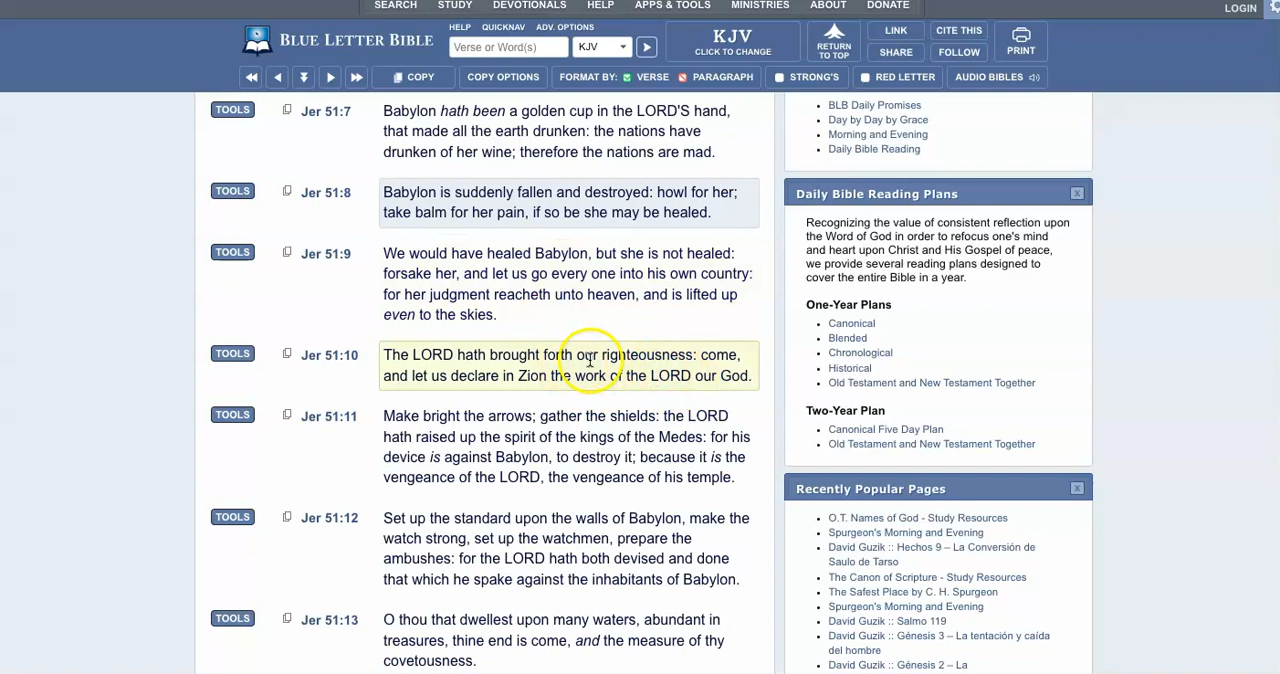 SEARCH STUDY DEVOTIONALS HELP APPS & TOOLS MINISTRIES ABOUT DONATE
LOGIN
BLUE LETTER BIBLE
HELP QUICKNAV ADV. OPTIONS
Verse or Word(s) KJV
KJV
CLICK TO CHANGE
RETURN
TO TOP
LINK CITE THIS
SHARE FOLLOW
PRINT
COPY COPY OPTIONS FORMAT BY: VERSE PARAGRAPH STRONG'S RED LETTER AUDIO BIBLES
TOOLS Jer 51:7 Babylon hath been a golden cup in the LORD'S hand,
that made all the earth drunken: the nations have
drunken of her wine; therefore the nations are mad.
TOOLS Jer 51:8 Babylon is suddenly fallen and destroyed: howl for her;
take balm for her pain, if so be she may be healed.
TOOLS Jer 51:9 We would have healed Babylon, but she is not healed:
forsake her, and let us go every one into his own country:
for her judgment reacheth unto heaven, and is lifted up
even to the skies.
TOOLS Jer 51:10 The LORD hath brought forth our righteousness: come,
and let us declare in Zion the work of the LORD our God.
TOOLS Jer 51:11 Make bright the arrows; gather the shields: the LORD
hath raised up the spirit of the kings of the Medes: for his
device is against Babylon, to destroy it; because it is the
vengeance of the LORD, the vengeance of his temple.
TOOLS Jer 51:12 Set up the standard upon the walls of Babylon, make the
watch strong, set up the watchmen, prepare the
ambushes: for the LORD hath both devised and done
that which he spake against the inhabitants of Babylon.
TOOLS Jer 51:13 O thou that dwellest upon many waters, abundant in
treasures, thine end is come, and the measure of thy
covetousness.
BLB Daily Promises
Day by Day by Grace
Morning and Evening
Daily Bible Reading
Daily Bible Reading Plans X
Recognizing the value of consistent reflection upon
the Word of God in order to refocus one's mind
and heart upon Christ and His Gospel of peace,
we provide several reading plans designed to
cover the entire Bible in a year.
One-Year Plans
Canonical
Blended
Chronological
Historical
Old Testament and New Testament Together
Two-Year Plan
Canonical Five Day Plan
Old Testament and New Testament Together
Recently Popular Pages X
O.T. Names of God - Study Resources
Spurgeon's Morning and Evening
David Guzik :: Hechos 9 – La Conversión de
Saulo de Tarso
The Canon of Scripture - Study Resources
The Safest Place by C. H. Spurgeon
Spurgeon's Morning and Evening
David Guzik :: Salmo 119
David Guzik :: Génesis 3 – La tentación y caída
del hombre
David Guzik :: Génesis 2 – La